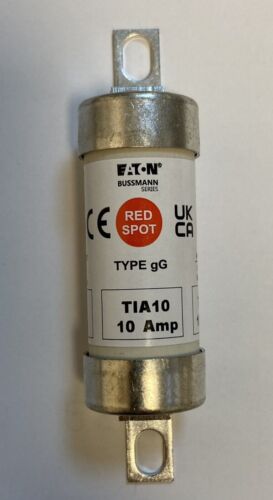 EATON
BUSSMANN
SERIES
CE
RED
SPOT
UK
CA
TYPE gG
TIA10
10 Amp